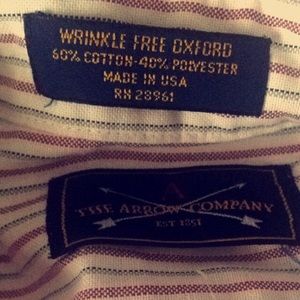 WRINKLE FREE OXFORD
60% COTTON-40% POLYESTER
MADE IN USA
RN 28961
THE ARROW COMPANY
EST 1851